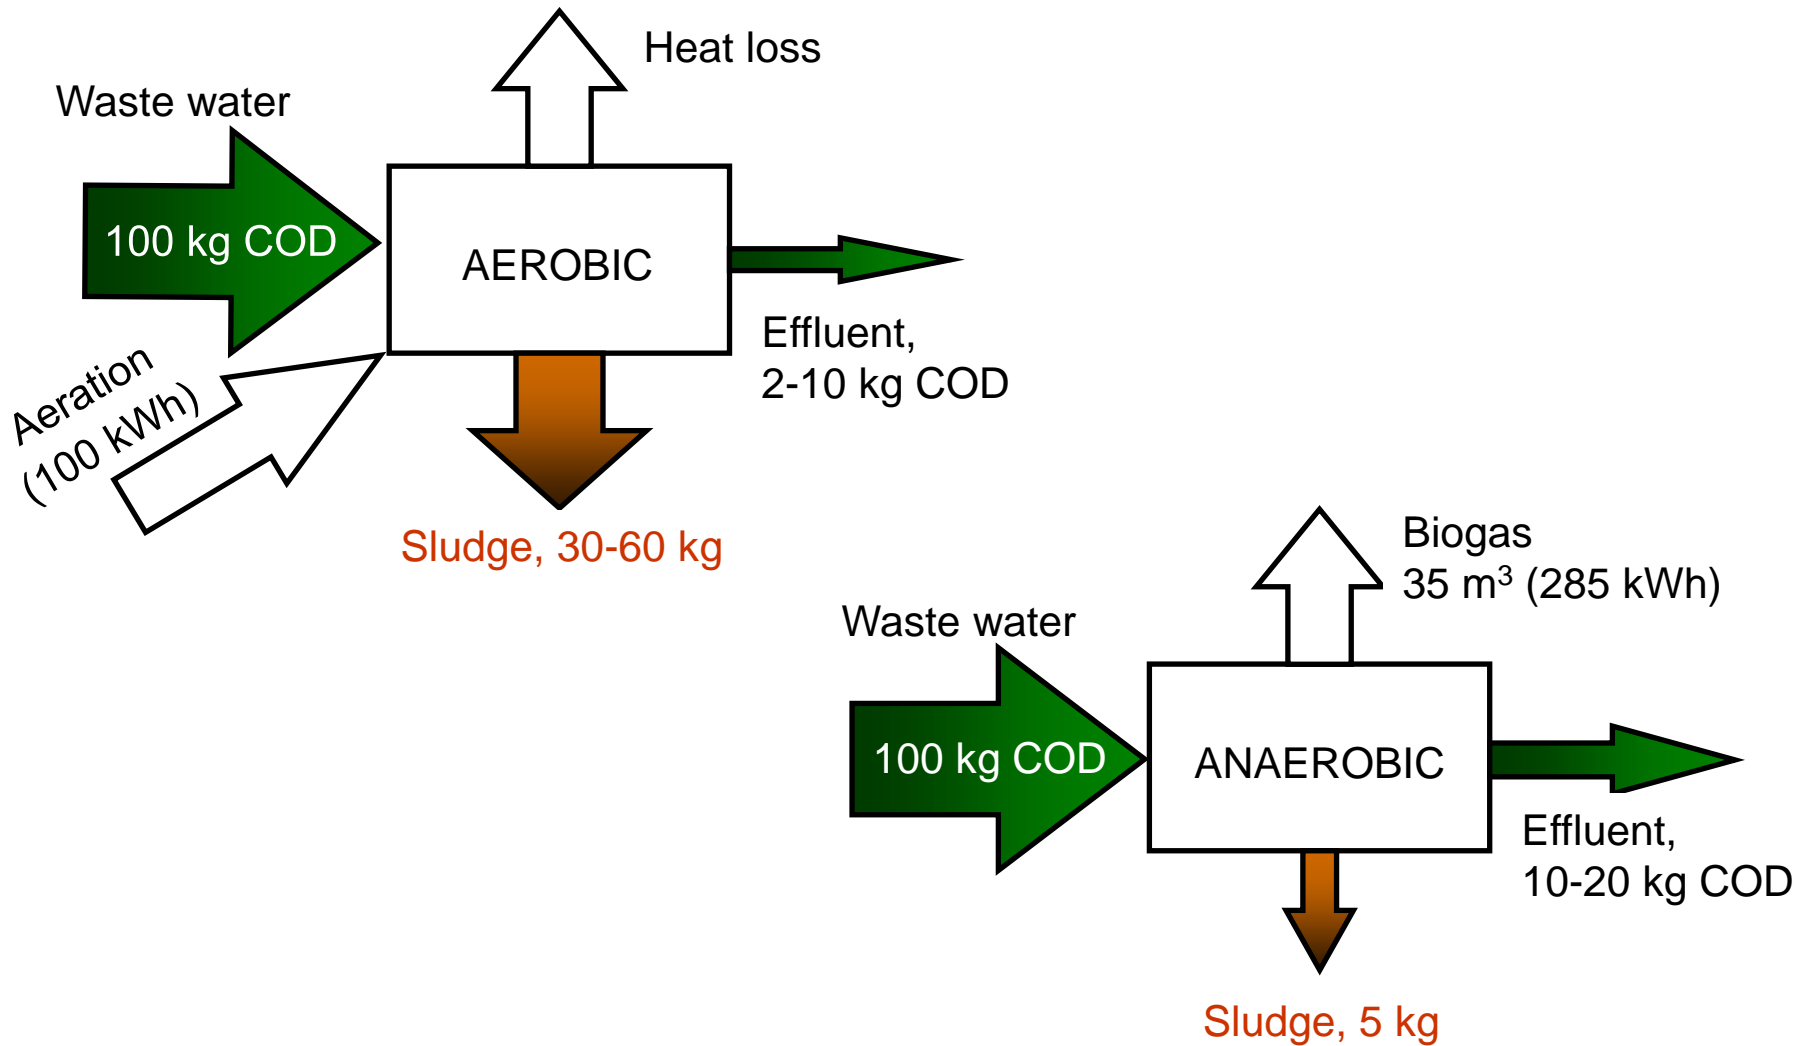 Heat loss
Waste water
100 kg COD
AEROBIC
Aeration
(100 kWh)
Effluent,
2-10 kg COD
Sludge, 30-60 kg
Biogas
35 m³ (285 kWh)
Waste water
100 kg COD
ANAEROBIC
Effluent,
10-20 kg COD
Sludge, 5 kg